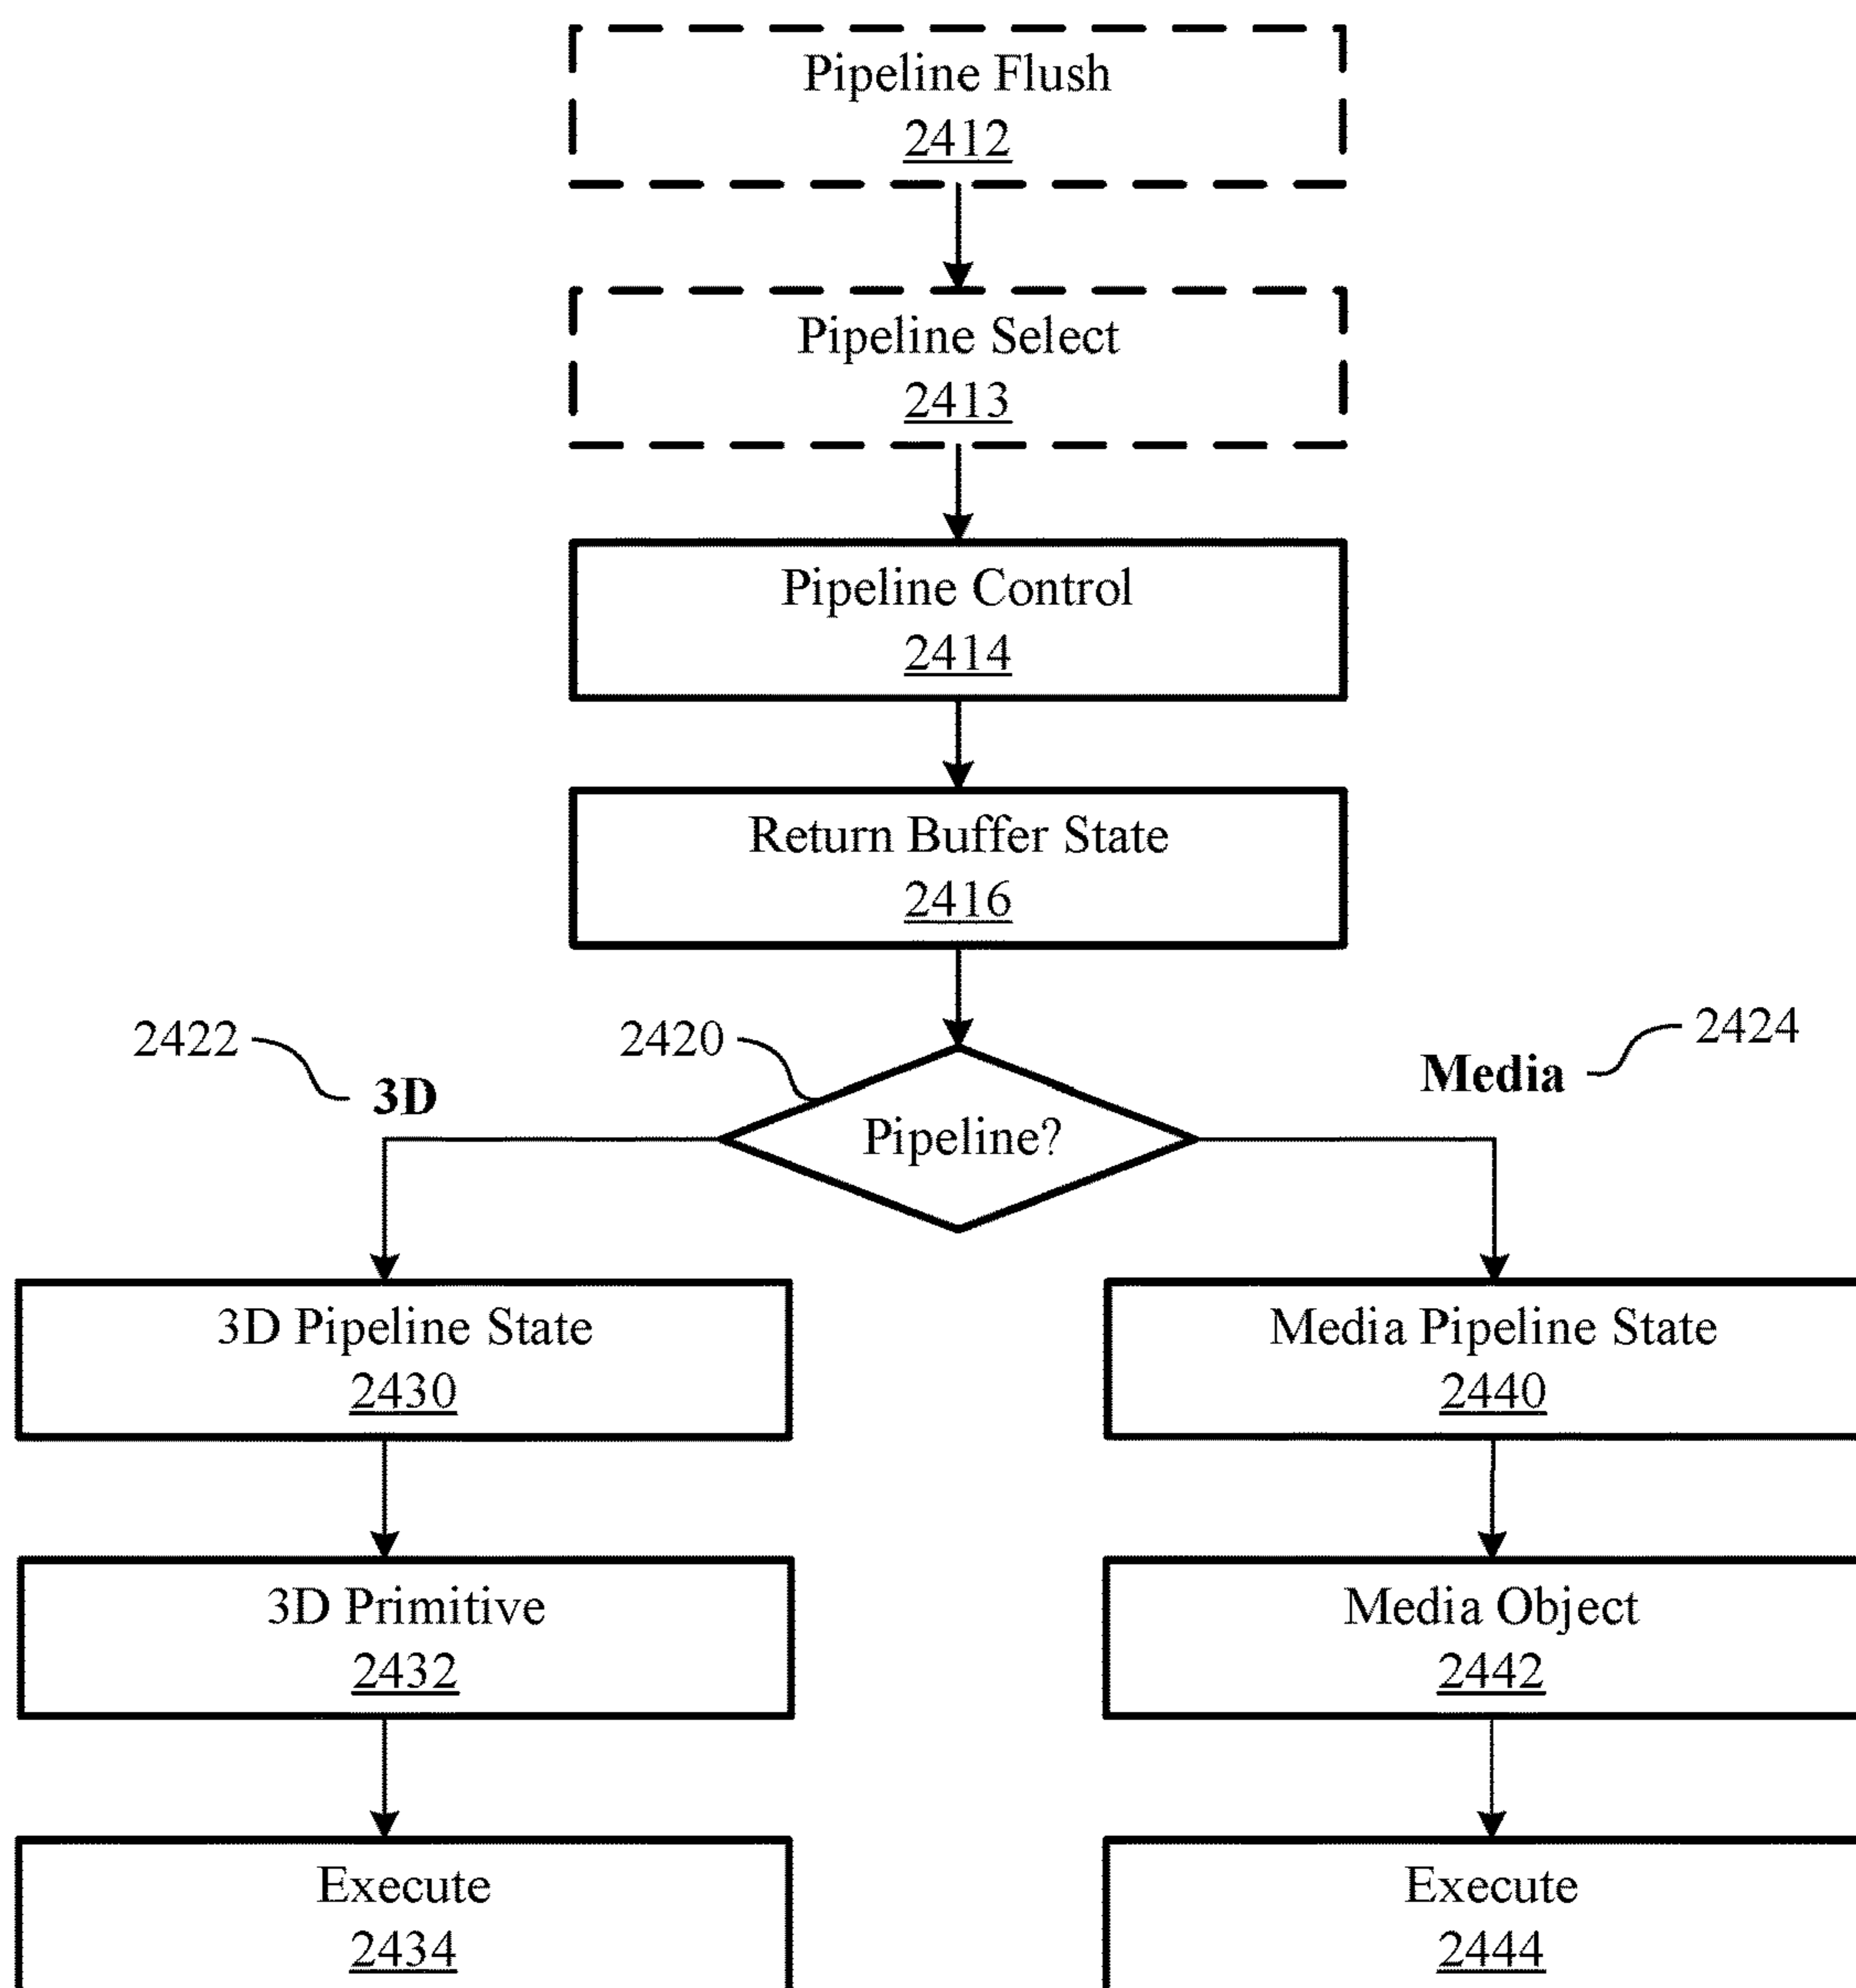 Pipeline Flush
2412
Pipeline Select
2413
Pipeline Control
2414
Return Buffer State
2416
2422
2420
2424
3D
Media
Pipeline?
3D Pipeline State
2430
Media Pipeline State
2440
3D Primitive
2432
Media Object
2442
Execute
2434
Execute
2444